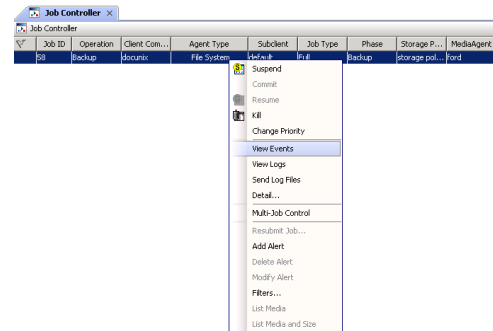 Job Controller ×
Job Controller
Job ID Operation Client Com... Agent Type Subclient Job Type Phase Storage P... MediaAgent
58 Backup docunix File System default Full Backup storage pol... ford
Suspend
Commit
Resume
Kill
Change Priority
View Events
View Logs
Send Log Files
Detail...
Multi-Job Control
Resubmit Job...
Add Alert
Delete Alert
Modify Alert
Filters...
List Media
List Media and Size